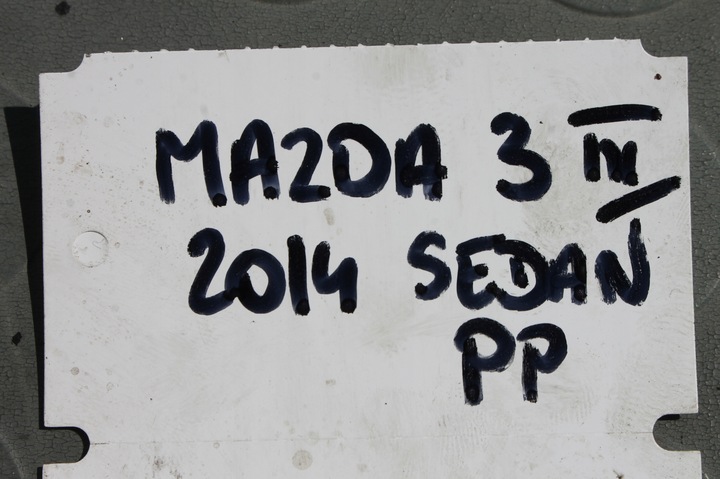 MAZDA 3 III
2014 SEDAN
PP